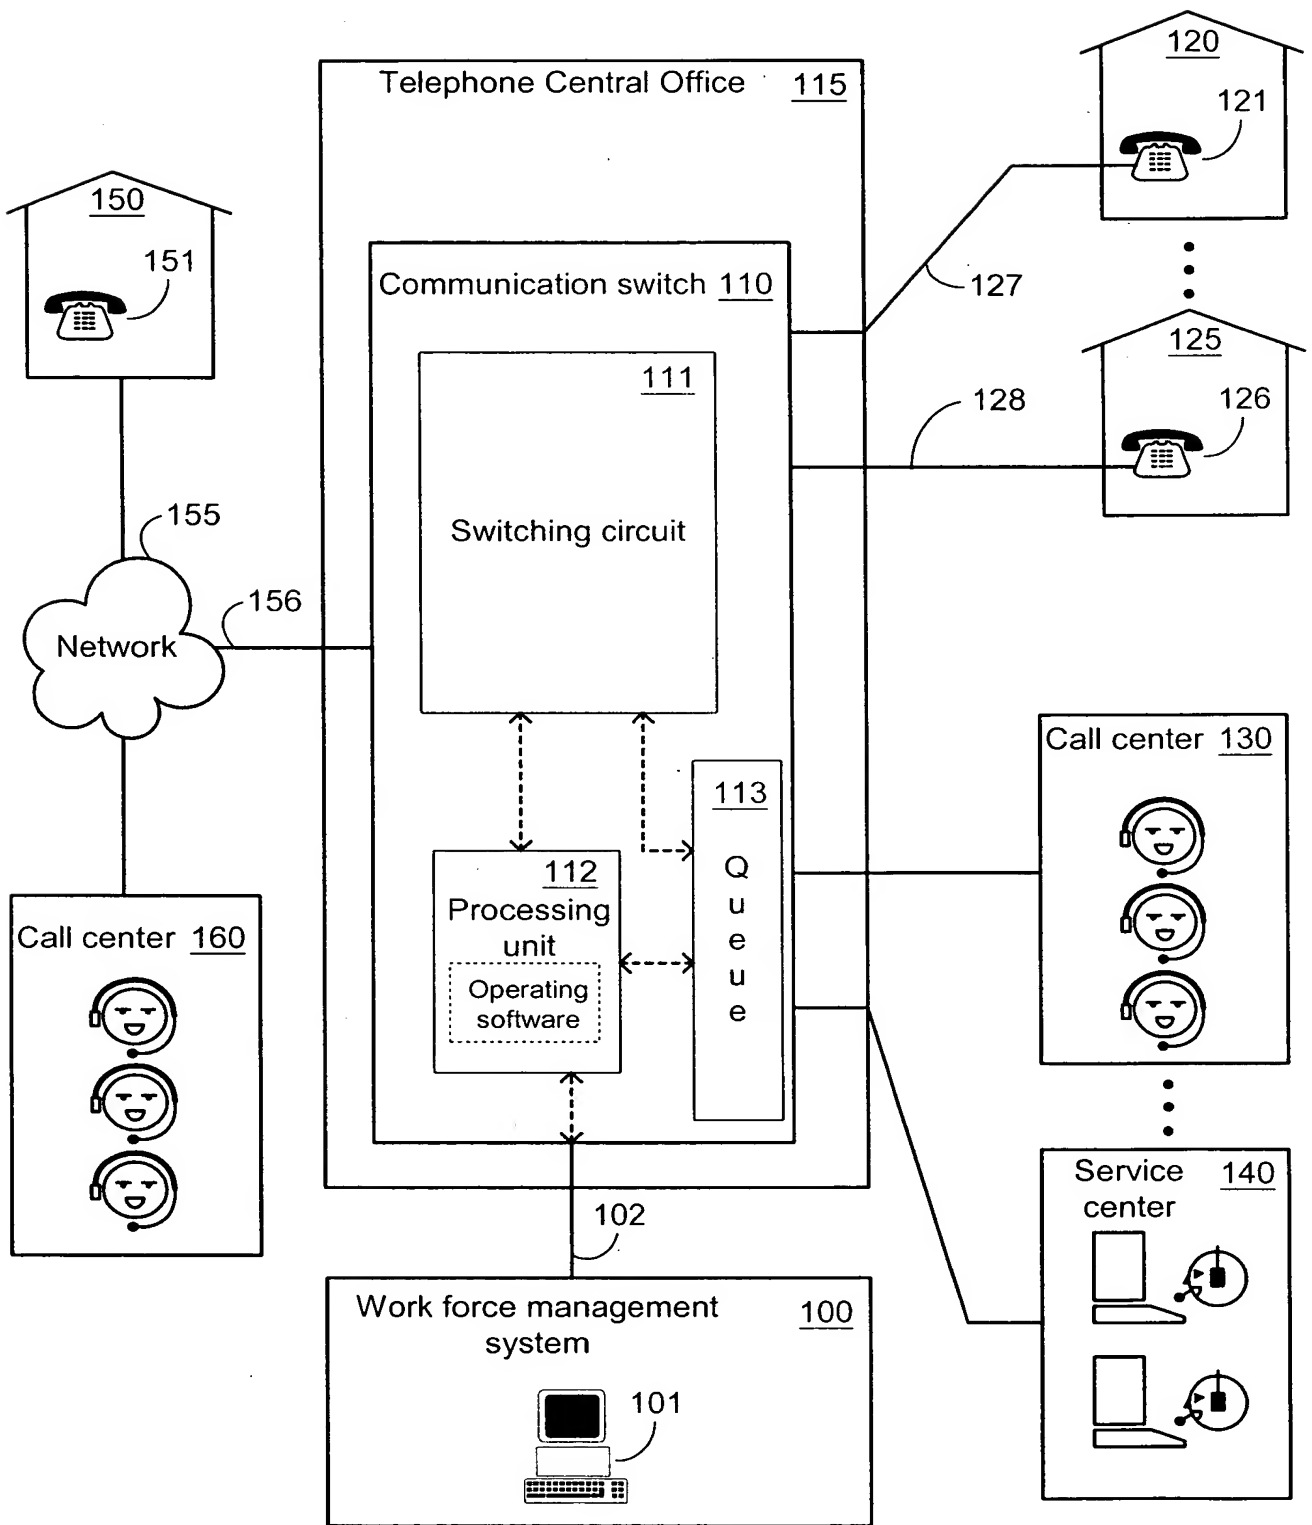 120
Telephone Central Office 115
121
150
151
Communication switch 110
127
125
111
128
126
Switching circuit
155
156
Network
Call center 130
113
Queue
112
Processing
unit
Operating
software
Call center 160
Service
center
140
102
Work force management
system
100
101